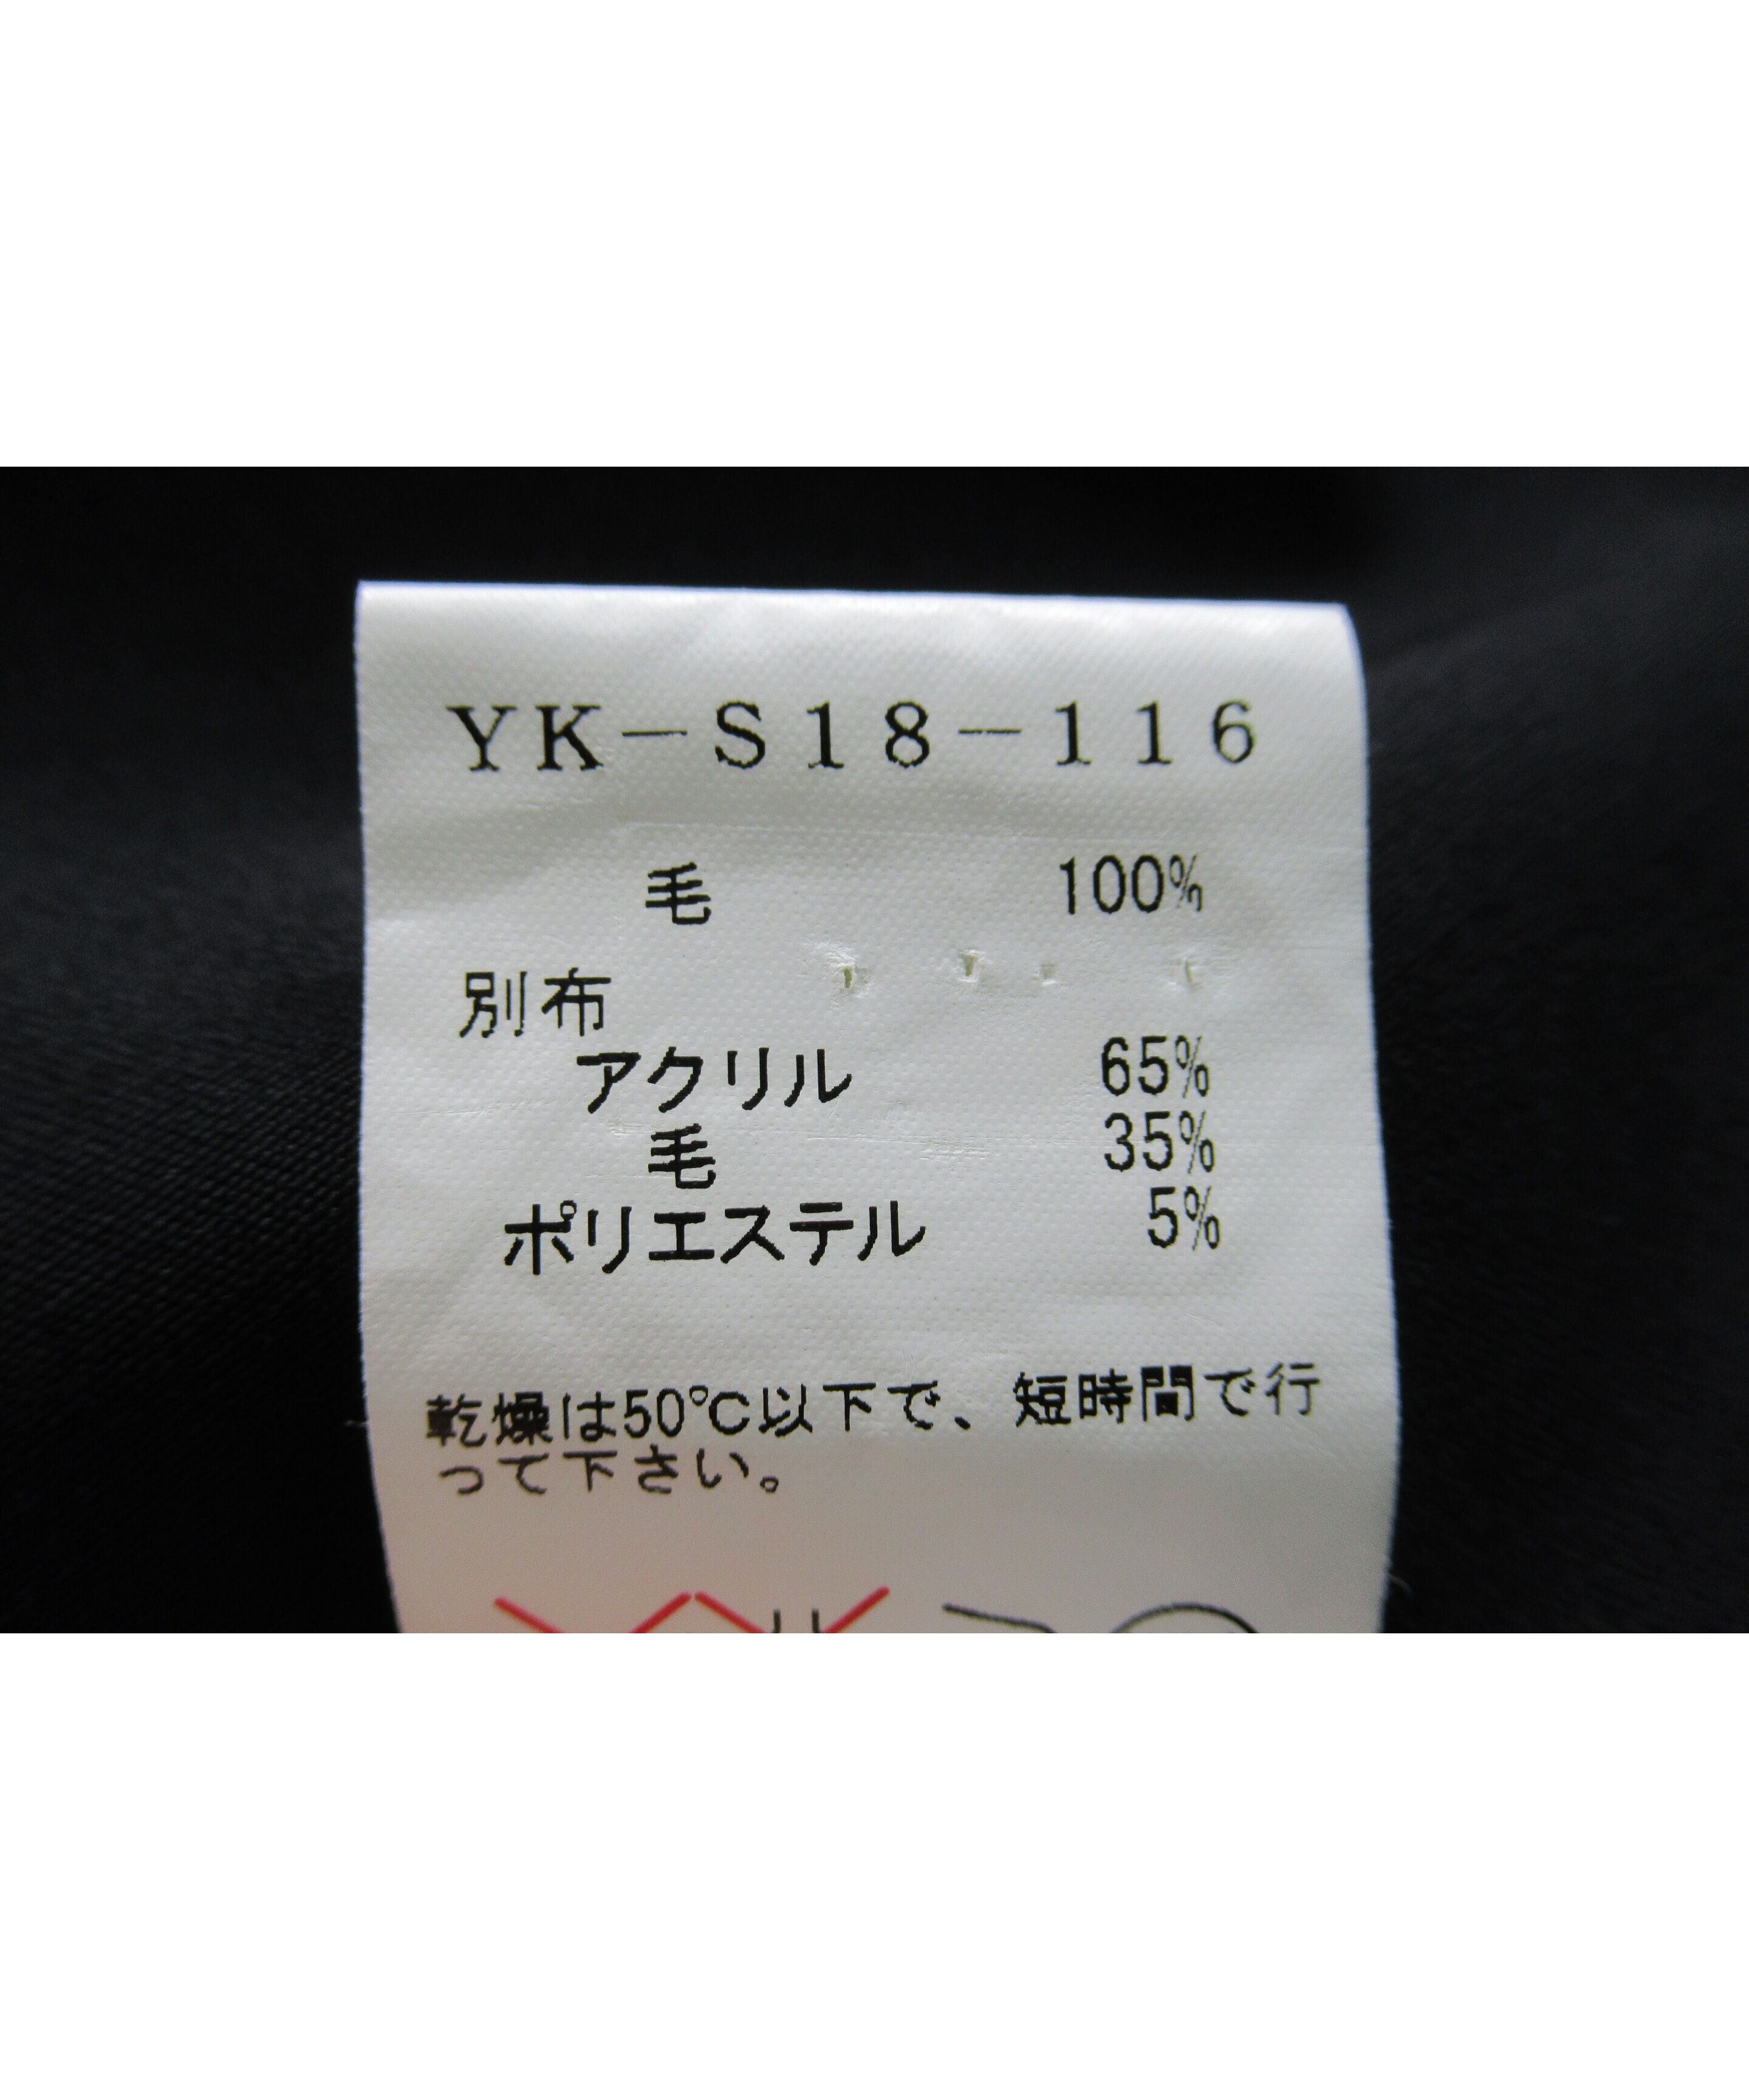 YK-S18-116
毛 100%
別布
アクリル 65%
毛 35%
ポリエステル 5%
乾燥は50℃以下で、短時間で行
って下さい。